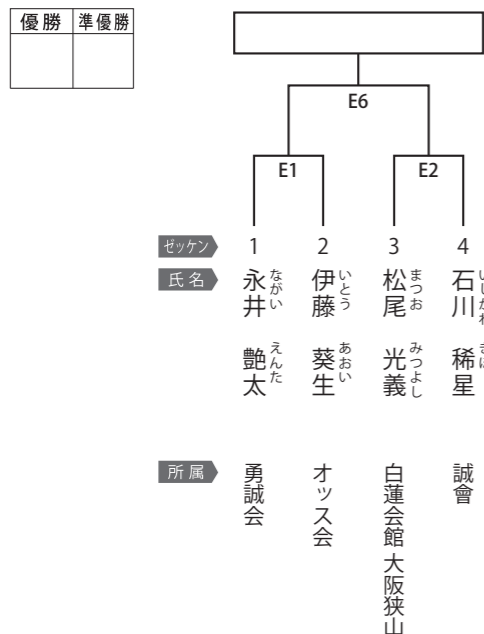 優勝 準優勝
E6
E1 E2
ゼッケン 1 2 3 4
氏名
永井 艶太
ながい えんた
伊藤 葵生
いとう あおい
松尾 光義
まつお みつよし
石川 稀星
所属
勇誠会
オッス会
白蓮会館 大阪狭山
誠會